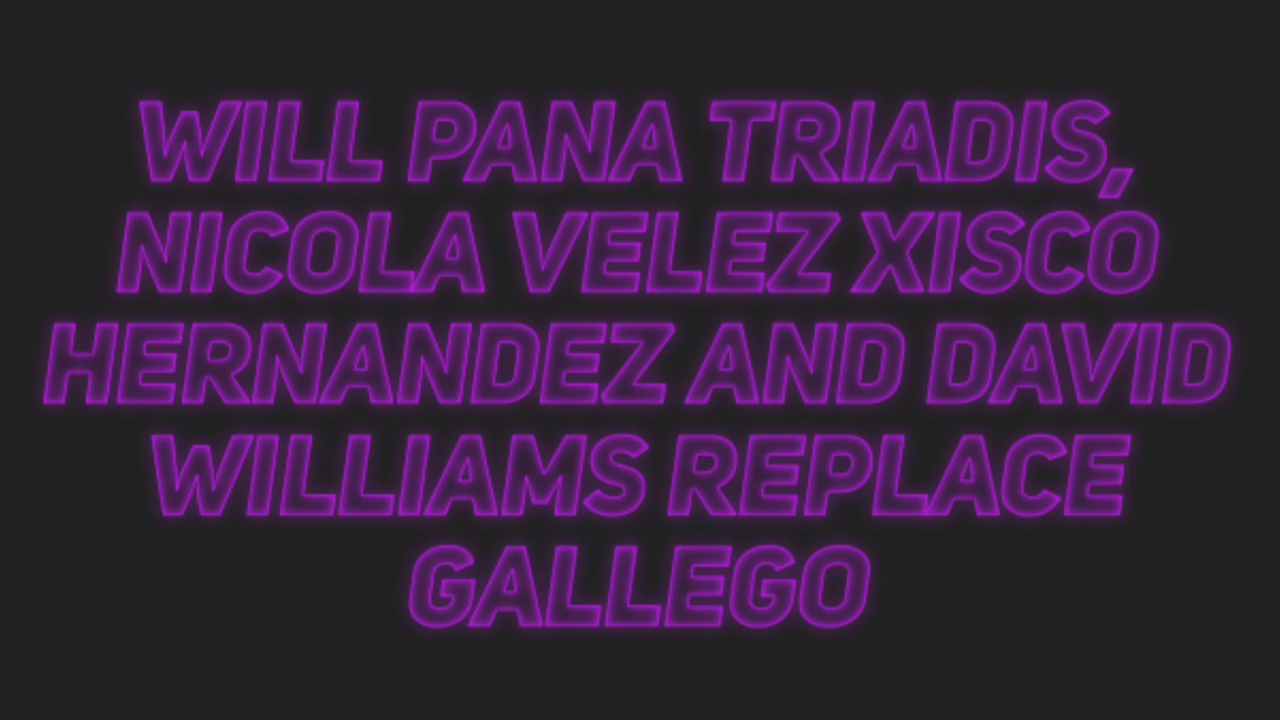 WILL PANA TRIADIS,
NICOLA VELEZ XISCO
HERNANDEZ AND DAVID
WILLIAMS REPLACE
GALLEGO